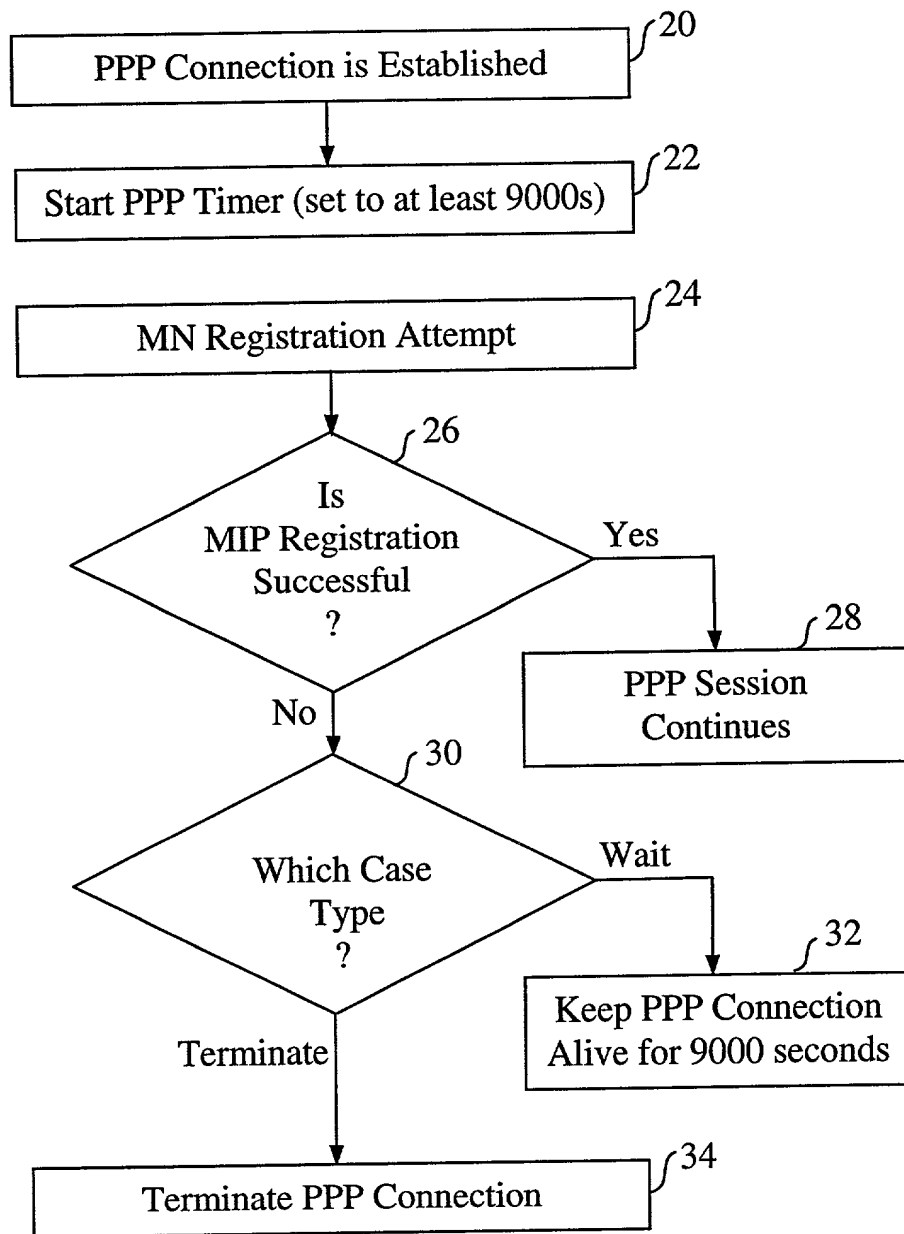 20
PPP Connection is Established
22
Start PPP Timer (set to at least 9000s)
24
MN Registration Attempt
26
Is
MIP Registration
Successful
?
Yes
28
PPP Session
Continues
No
30
Which Case
Type
?
Wait
32
Keep PPP Connection
Alive for 9000 seconds
Terminate
34
Terminate PPP Connection